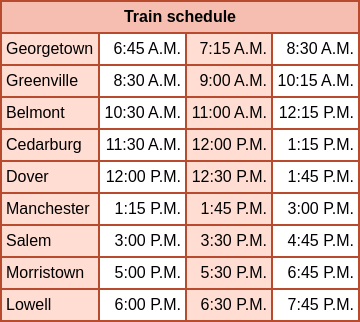 Train schedule
Georgetown 6:45 A.M. 7:15 A.M. 8:30 A.M.
Greenville 8:30 A.M. 9:00 A.M. 10:15 A.M.
Belmont 10:30 A.M. 11:00 A.M. 12:15 P.M.
Cedarburg 11:30 A.M. 12:00 P.M. 1:15 P.M.
Dover 12:00 P.M. 12:30 P.M. 1:45 P.M.
Manchester 1:15 P.M. 1:45 P.M. 3:00 P.M.
Salem 3:00 P.M. 3:30 P.M. 4:45 P.M.
Morristown 5:00 P.M. 5:30 P.M. 6:45 P.M.
Lowell 6:00 P.M. 6:30 P.M. 7:45 P.M.